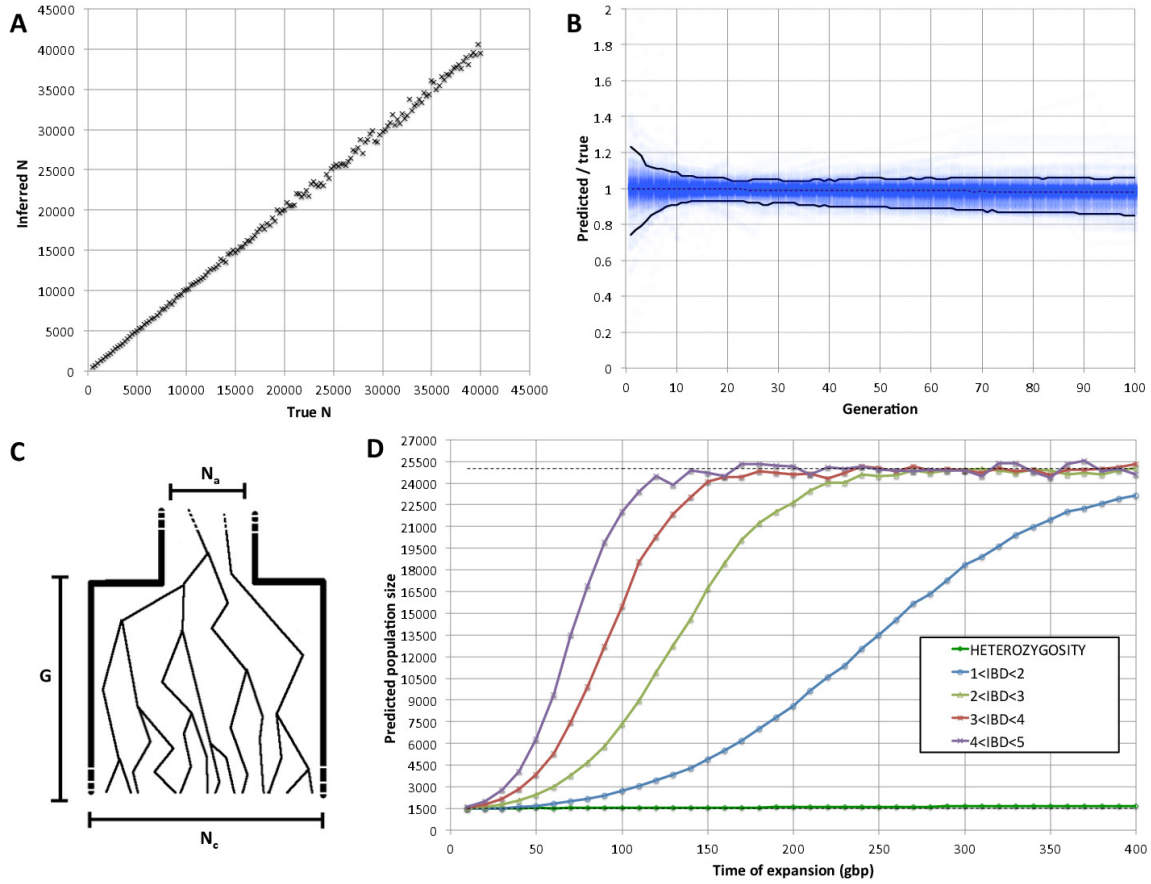 A
45000
40000
35000
30000
25000
20000
15000
10000
5000
0
Inferred N
0 5000 10000 15000 20000 25000 30000 35000 40000 45000
True N
B
2
1.8
1.6
1.4
1.2
1
0.8
0.6
0.4
0.2
0
Predicted / true
0 10 20 30 40 50 60 70 80 90 100
Generation
C
Na
G
Nc
D
27000
25500
24000
22500
21000
19500
18000
16500
15000
13500
12000
10500
9000
7500
6000
4500
3000
1500
0
Predicted population size
HETEROZYGOSITY
1<IBD<2
2<IBD<3
3<IBD<4
4<IBD<5
0 50 100 150 200 250 300 350 400
Time of expansion (gbp)